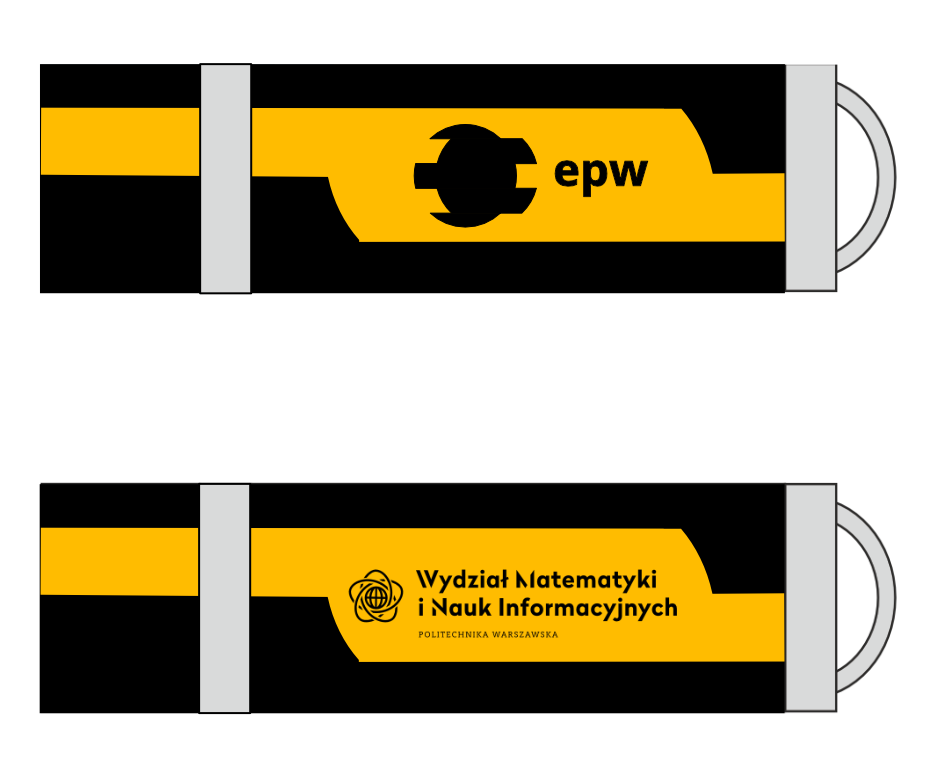 epw
Wydział Matematyki
i Nauk Informacyjnych
POLITECHNIKA WARSZAWSKA